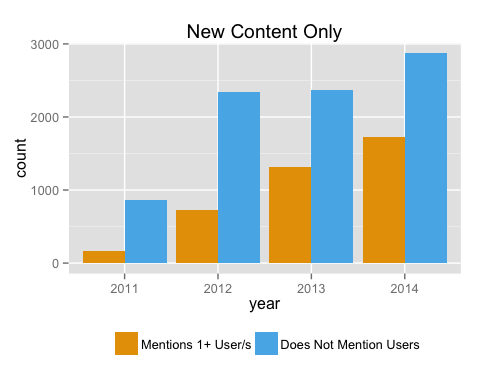 New Content Only
3000
2000
1000
0
count
2011 2012 2013 2014
year
Mentions 1+ User/s Does Not Mention Users